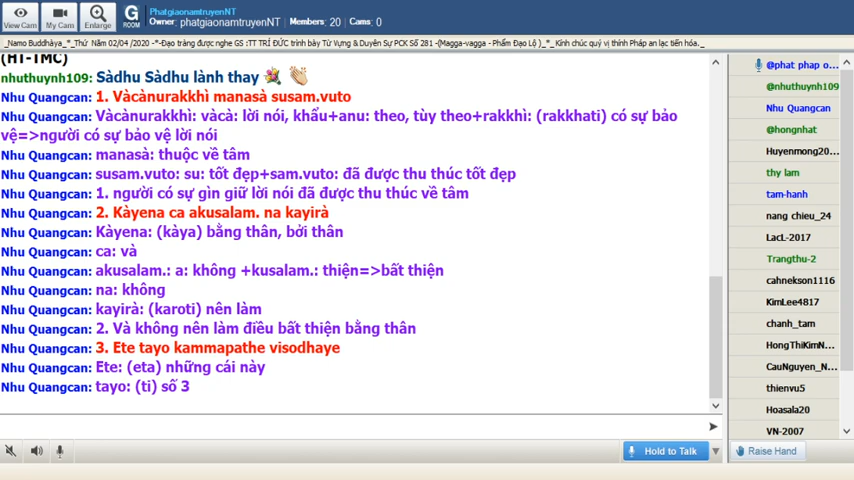 View Cam
My Cam
Enlarge
G
ROOM
PhatgiaonamtruyenNT
Owner: phatgiaonamtruyenNT | Members: 20 | Cams: 0
_Namo Buddhàya_*_Thứ Năm 02/04 /2020 -*-Đạo tràng được nghe GS :TT TRÍ ĐỨC trình bày Từ Vựng & Duyên Sự PCK Số 281 -(Magga-vagga - Phẩm Đạo Lộ )_*_ Kính chúc quý vị thính Pháp an lạc tiến hóa._
(HT-TMC)
nhuthuynh109: Sàdhu Sàdhu lành thay
Nhu Quangcan: 1. Vàcànurakkhì manasà susam.vuto
Nhu Quangcan: Vàcànurakkhì: vàcà: lời nói, khẩu+anu: theo, tùy theo+rakkhì: (rakkhati) có sự bảo
vệ=>người có sự bảo vệ lời nói
Nhu Quangcan: manasà: thuộc về tâm
Nhu Quangcan: susam.vuto: su: tốt đẹp+sam.vuto: đã được thu thúc tốt đẹp
Nhu Quangcan: 1. người có sự gìn giữ lời nói đã được thu thúc về tâm
Nhu Quangcan: 2. Kàyena ca akusalam. na kayirà
Nhu Quangcan: Kàyena: (kàya) bằng thân, bởi thân
Nhu Quangcan: ca: và
Nhu Quangcan: akusalam.: a: không +kusalam.: thiện=>bất thiện
Nhu Quangcan: na: không
Nhu Quangcan: kayirà: (karoti) nên làm
Nhu Quangcan: 2. Và không nên làm điều bất thiện bằng thân
Nhu Quangcan: 3. Ete tayo kammapathe visodhaye
Nhu Quangcan: Ete: (eta) những cái này
Nhu Quangcan: tayo: (ti) số 3
@phat phap o...
@nhuthuynh109
Nhu Quangcan
@hongnhat
Huyenmong20...
thy lam
tam-hanh
nang chieu_24
LacL-2017
Trangthu-2
cahnekson1116
KimLee4817
chanh_tam
HongThiKimN...
CauNguyen_N...
thienvu5
Hoasala20
VN-2007
Hold to Talk
Raise Hand